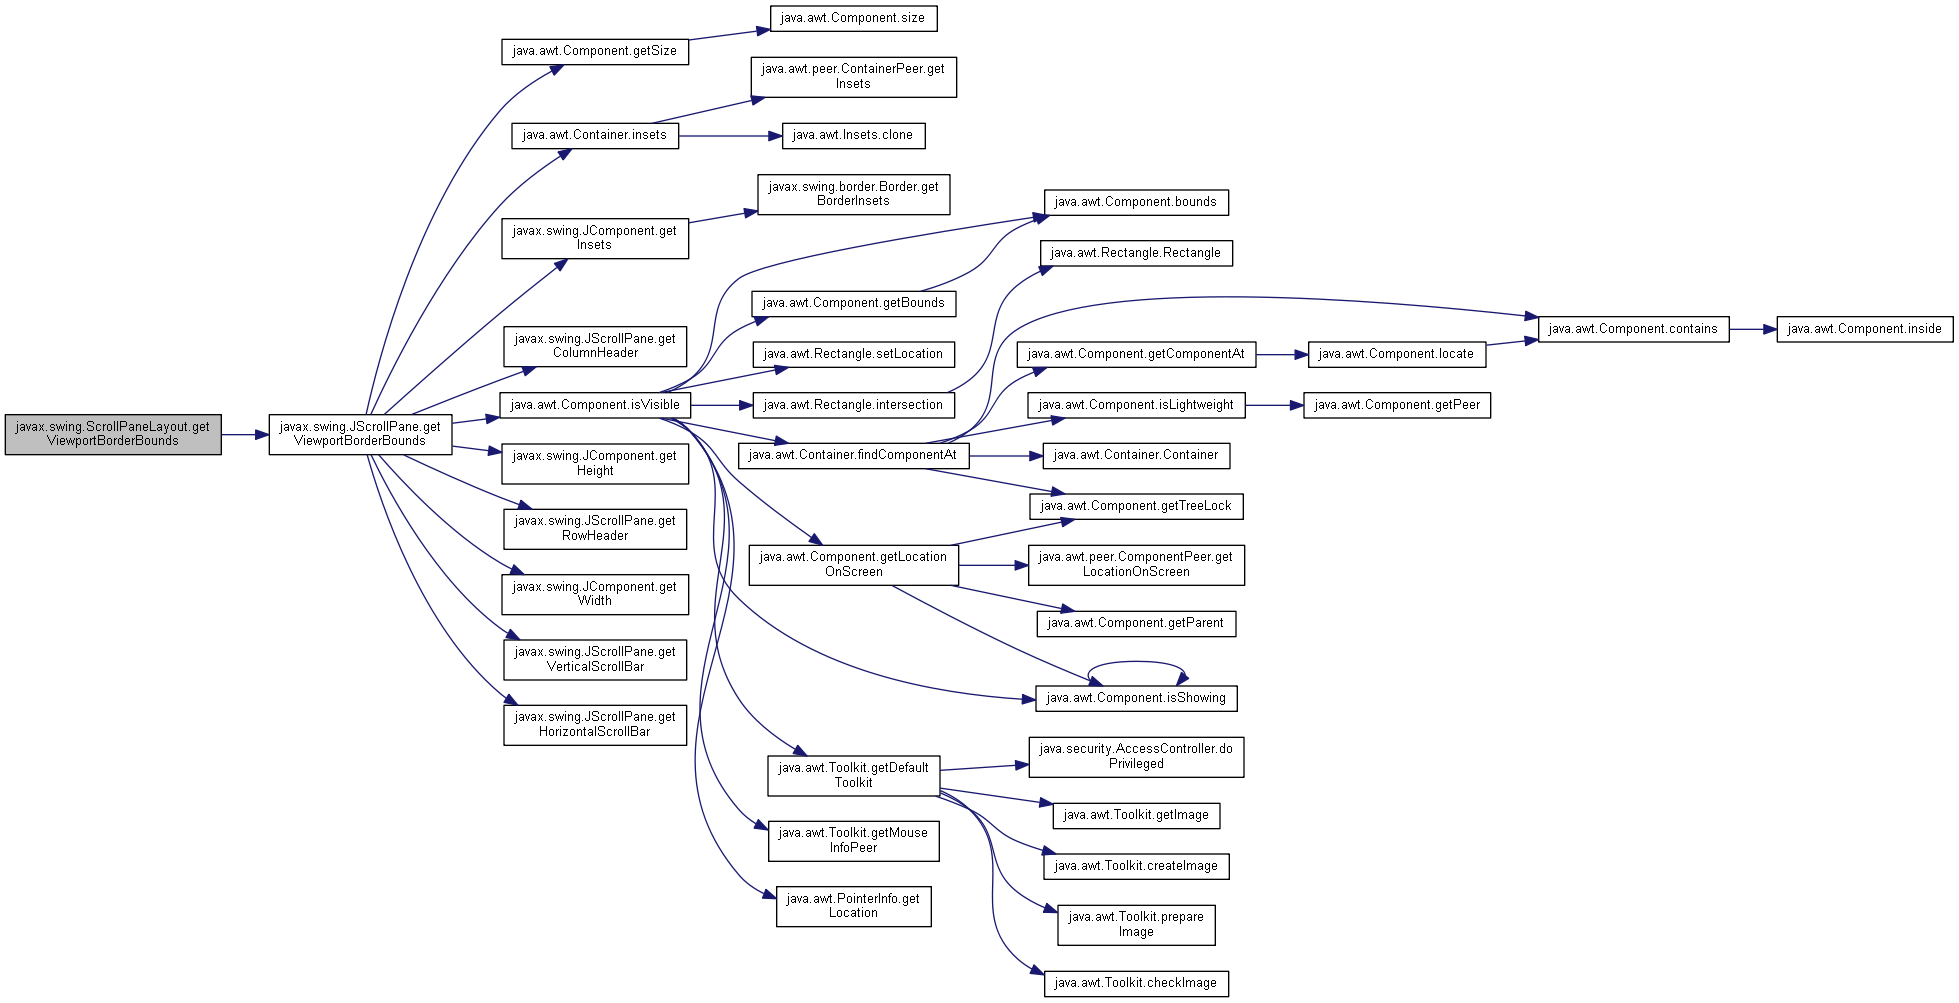 javax.swing.ScrollPaneLayout.get
ViewportBorderBounds
javax.swing.JScrollPane.get
ViewportBorderBounds
java.awt.Component.getSize
java.awt.Container.insets
javax.swing.JComponent.get
Insets
javax.swing.JScrollPane.get
ColumnHeader
java.awt.Component.isVisible
javax.swing.JComponent.get
Height
javax.swing.JScrollPane.get
RowHeader
javax.swing.JComponent.get
Width
javax.swing.JScrollPane.get
VerticalScrollBar
javax.swing.JScrollPane.get
HorizontalScrollBar
java.awt.Component.size
java.awt.peer.ContainerPeer.get
Insets
java.awt.Insets.clone
javax.swing.border.Border.get
BorderInsets
java.awt.Component.getBounds
java.awt.Rectangle.setLocation
java.awt.Rectangle.intersection
java.awt.Container.findComponentAt
java.awt.Component.getLocation
OnScreen
java.awt.Toolkit.getDefault
Toolkit
java.awt.Toolkit.getMouse
InfoPeer
java.awt.PointerInfo.get
Location
java.awt.Component.bounds
java.awt.Rectangle.Rectangle
java.awt.Component.getComponentAt
java.awt.Component.isLightweight
java.awt.Container.Container
java.awt.Component.getTreeLock
java.awt.peer.ComponentPeer.get
LocationOnScreen
java.awt.Component.getParent
java.awt.Component.isShowing
java.security.AccessController.do
Privileged
java.awt.Toolkit.getImage
java.awt.Toolkit.createImage
java.awt.Toolkit.prepare
Image
java.awt.Toolkit.checkImage
java.awt.Component.locate
java.awt.Component.getPeer
java.awt.Component.contains
java.awt.Component.inside